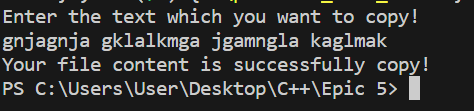 Enter the text which you want to copy!
gnjagnja gklalkmga jgamngla kaglmak
Your file content is successfully copy!
PS C:\Users\User\Desktop\C++\Epic 5>